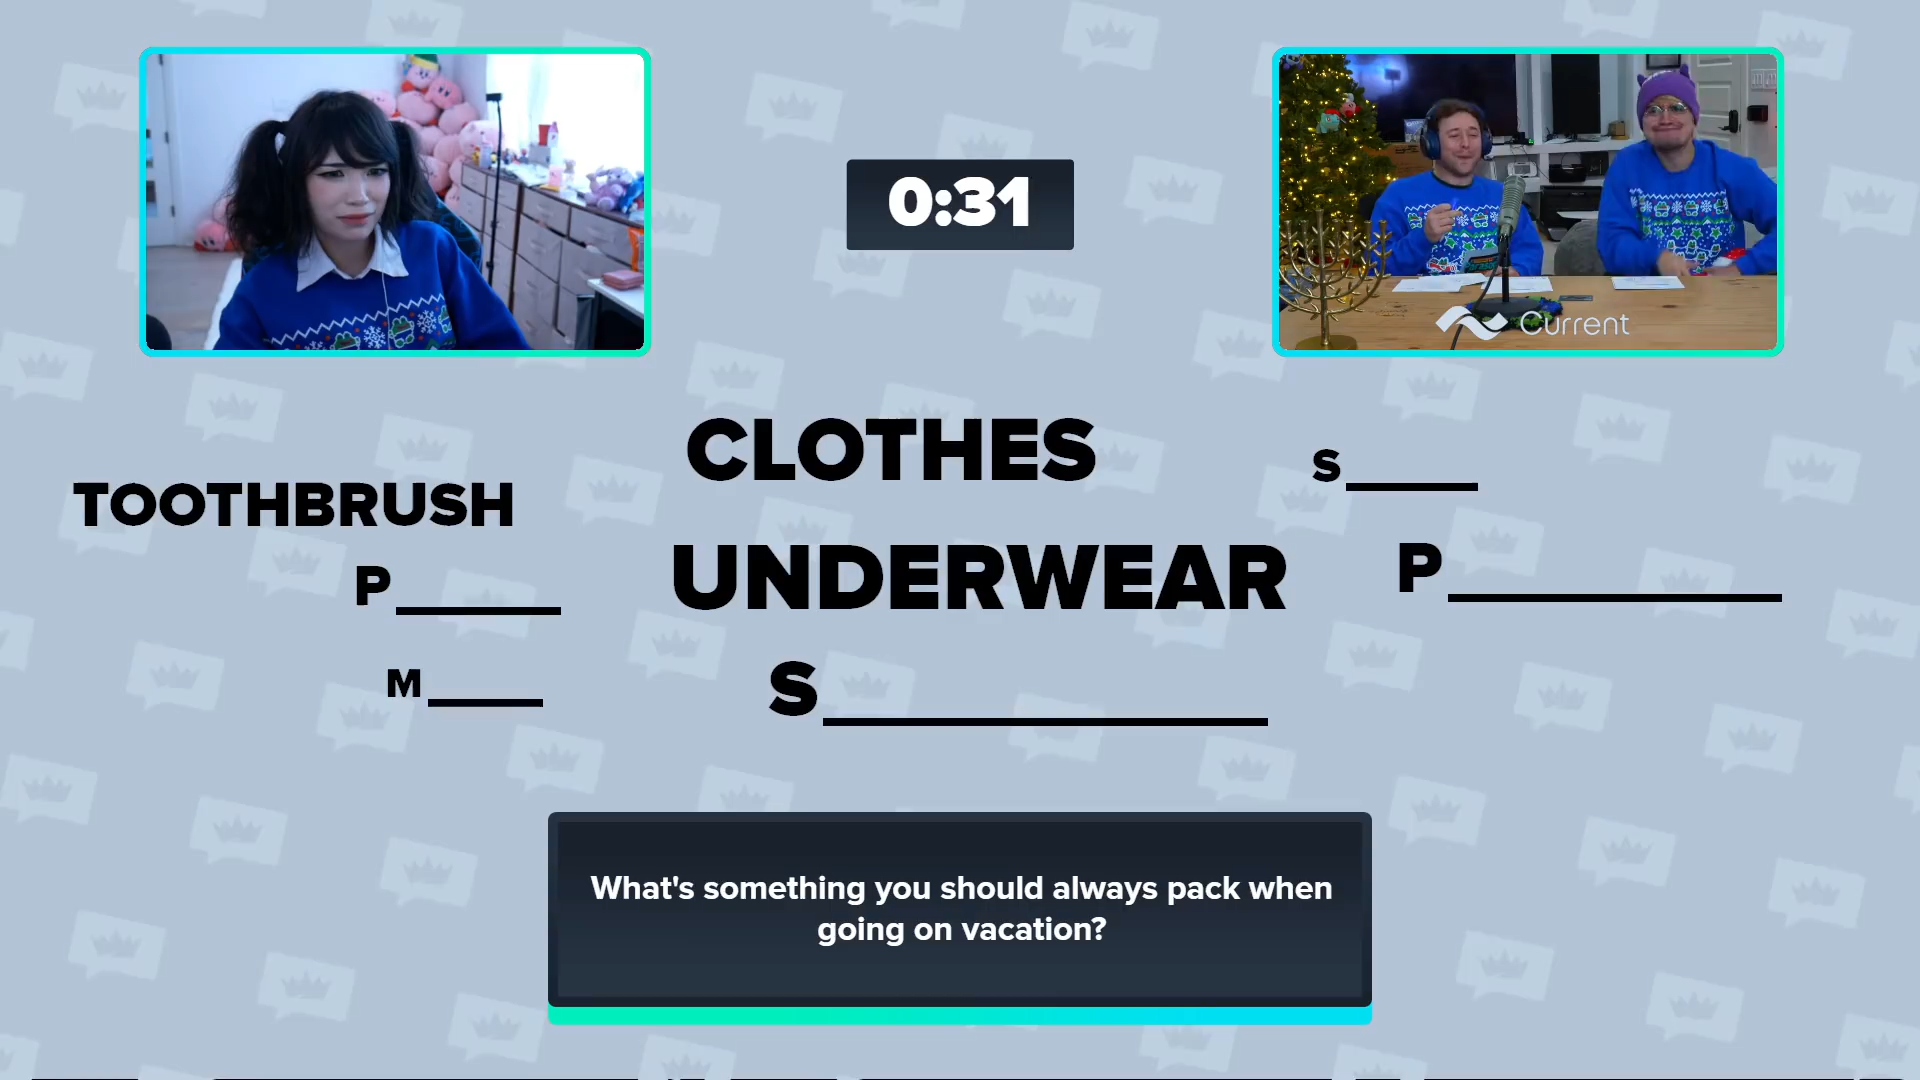 0:31
Current
CLOTHES
S
TOOTHBRUSH
UNDERWEAR
P
P
M
S
What's something you should always pack when
going on vacation?